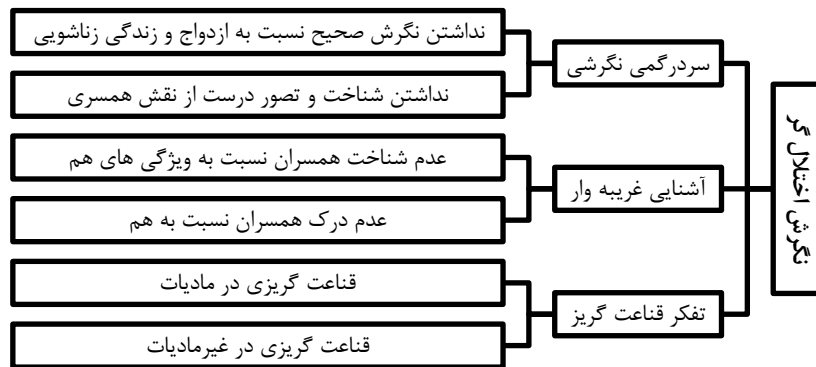 نگرش اختلال گر
سردرگمی نگرشی
نداشتن نگرش صحیح نسبت به ازدواج و زندگی زناشویی
نداشتن شناخت و تصور درست از نقش همسری
آشنایی غریبه وار
عدم شناخت همسران نسبت به ویژگی های هم
عدم درک همسران نسبت به هم
تفکر قناعت گریز
قناعت گریزی در مادیات
قناعت گریزی در غیرمادیات